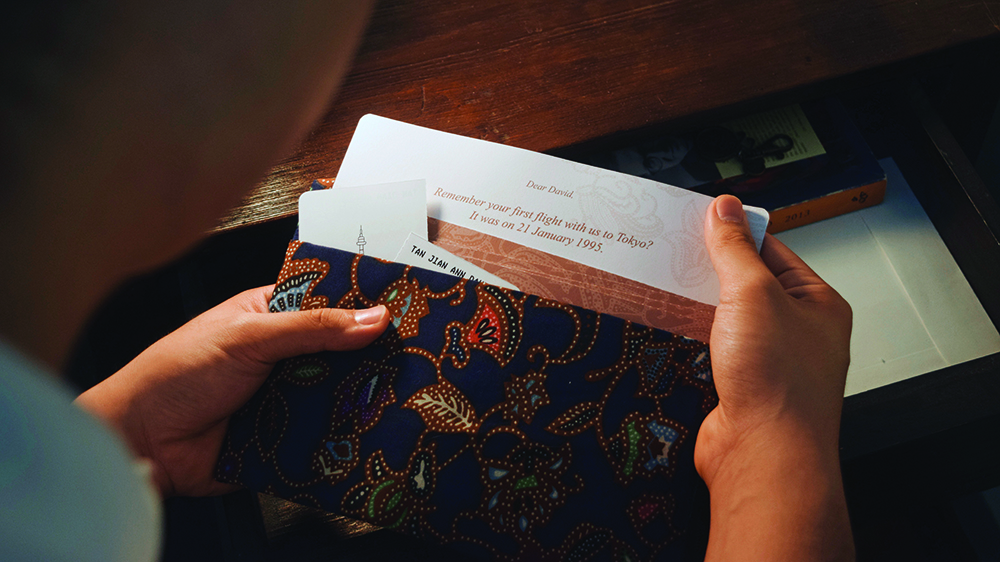 Dear David,
Remember your first flight with us to Tokyo?
It was on 21 January 1995.
TAN JIAN ANN
2013